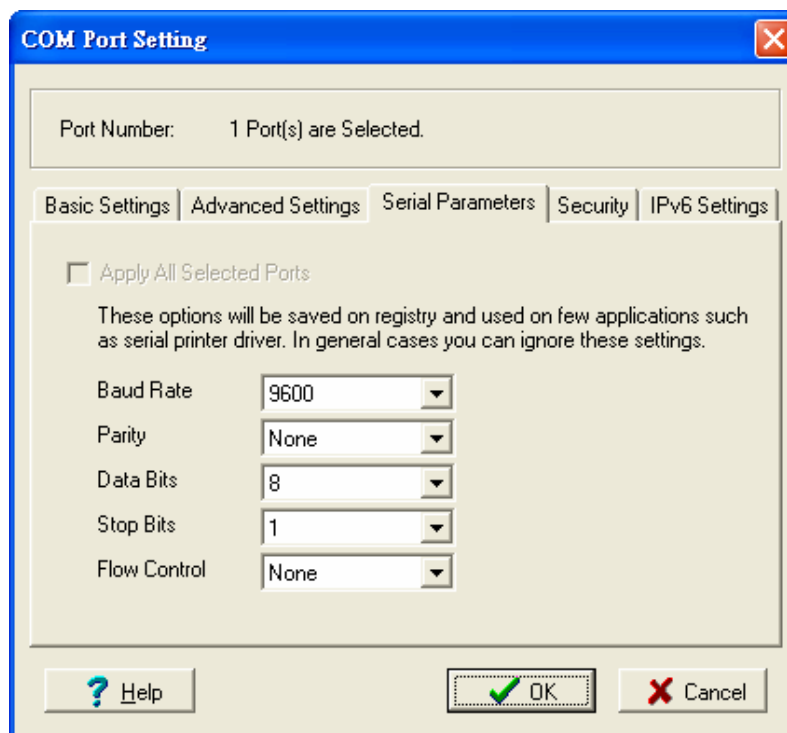 COM Port Setting
Port Number: 1 Port(s) are Selected.
Basic Settings Advanced Settings Serial Parameters Security IPv6 Settings
Apply All Selected Ports
These options will be saved on registry and used on few applications such
as serial printer driver. In general cases you can ignore these settings.
Baud Rate 9600
Parity None
Data Bits 8
Stop Bits 1
Flow Control None
? Help OK Cancel